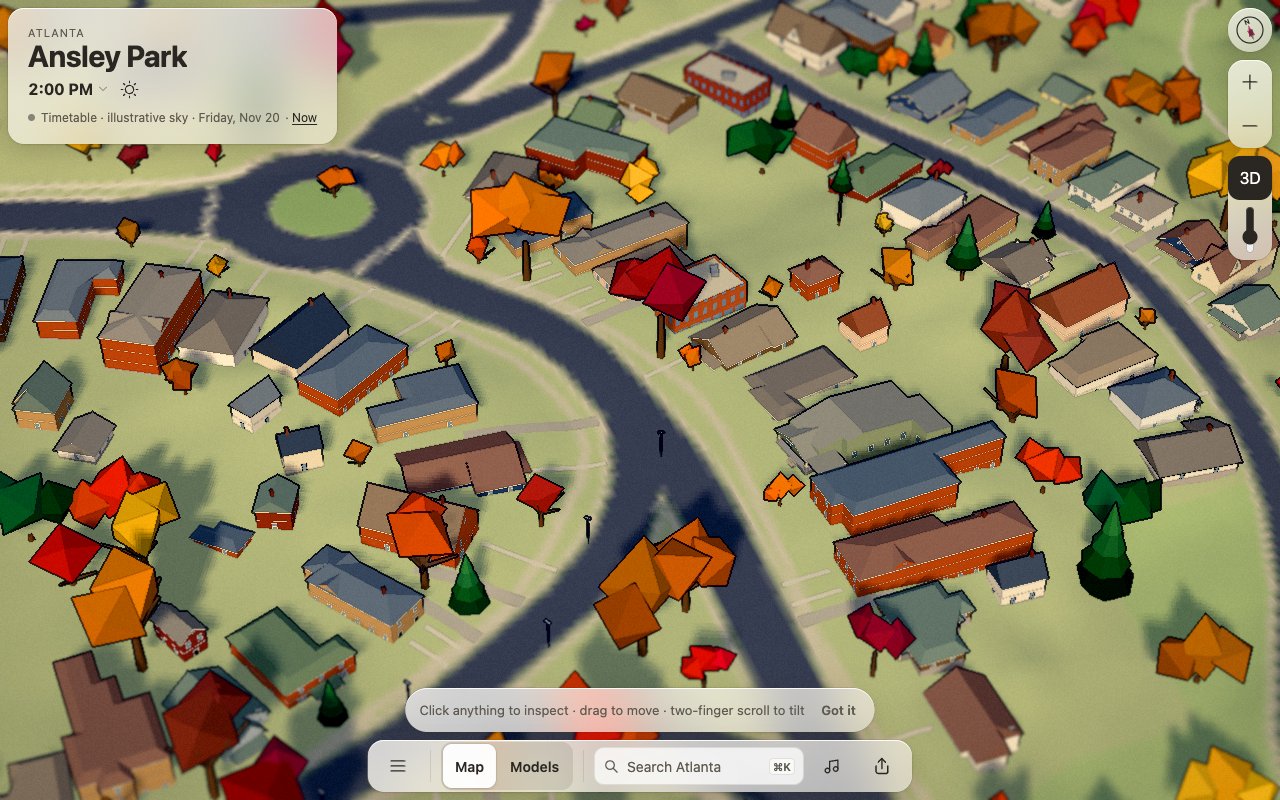 ATLANTA
Ansley Park
2:00 PM
Timetable · illustrative sky · Friday, Nov 20 · Now
N
+
−
3D
Click anything to inspect · drag to move · two-finger scroll to tilt Got it
Map Models Search Atlanta ⌘K